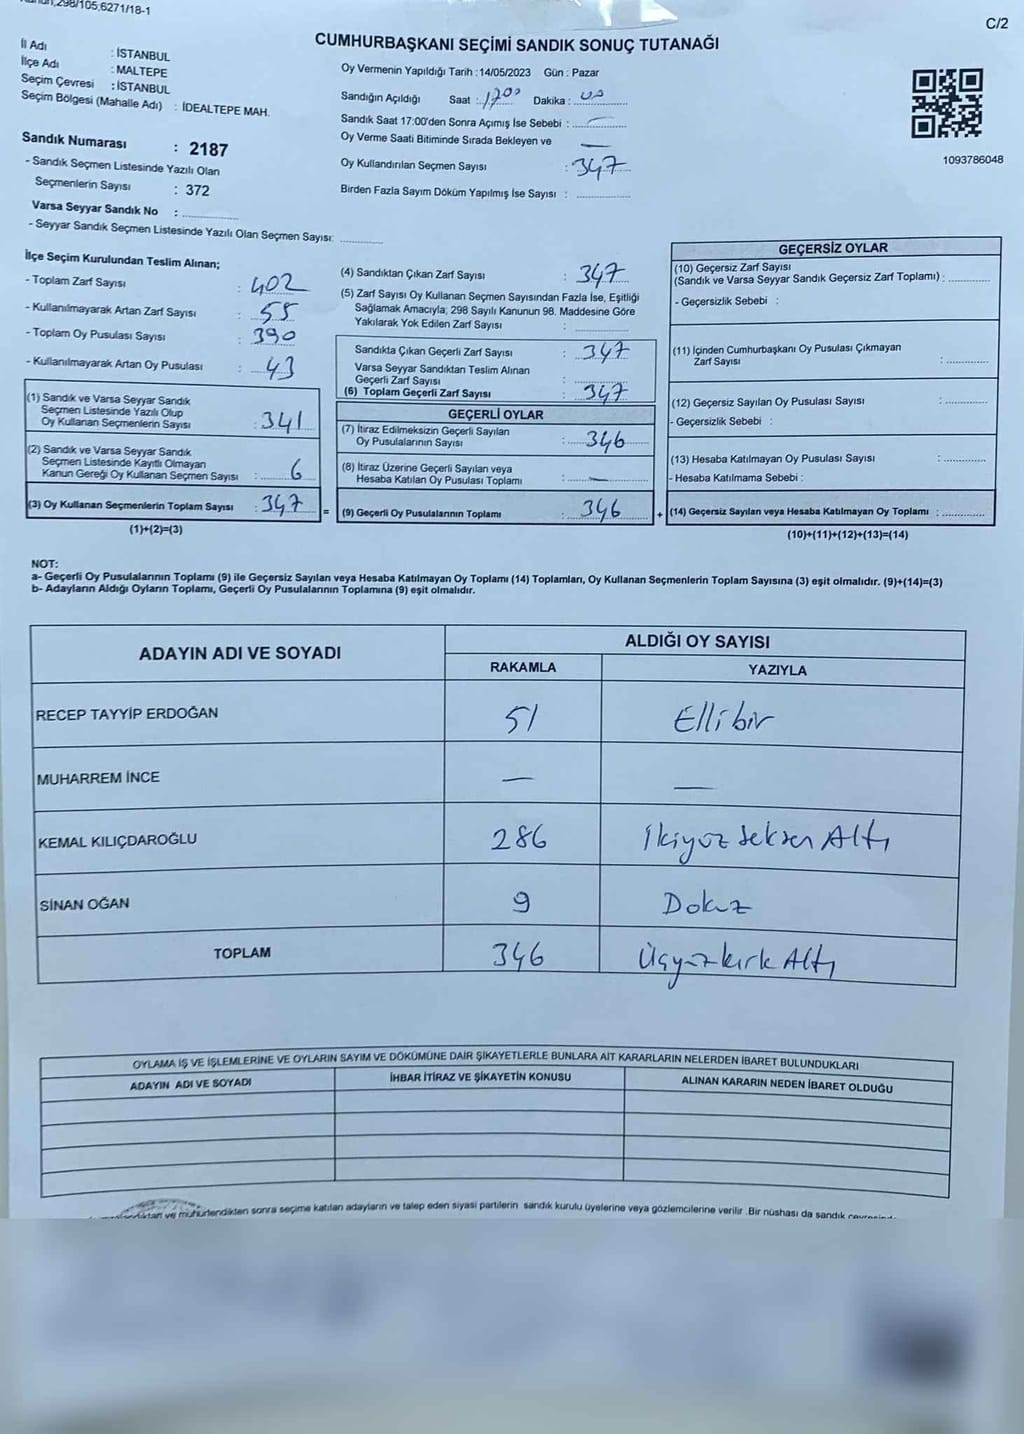 298/105;6271/18-1
C/2
CUMHURBAŞKANI SEÇİMİ SANDIK SONUÇ TUTANAĞI
İl Adı : İSTANBUL
İlçe Adı : MALTEPE
Seçim Çevresi : İSTANBUL
Seçim Bölgesi (Mahalle Adı) : İDEALTEPE MAH.
Sandık Numarası : 2187
- Sandık Seçmen Listesinde Yazılı Olan
Seçmenlerin Sayısı : 372
Varsa Seyyar Sandık No :
- Seyyar Sandık Seçmen Listesinde Yazılı Olan Seçmen Sayısı:
Oy Vermenin Yapıldığı Tarih : 14/05/2023 Gün : Pazar
Sandığın Açıldığı Saat : 17 00 Dakika :
Sandık Saat 17:00'den Sonra Açımış İse Sebebi :
Oy Verme Saati Bitiminde Sırada Bekleyen ve
Oy Kullandırılan Seçmen Sayısı : 347
Birden Fazla Sayım Döküm Yapılmış İse Sayısı :
1093786048
İlçe Seçim Kurulundan Teslim Alınan;
- Toplam Zarf Sayısı : 402
- Kullanılmayarak Artan Zarf Sayısı : 55
- Toplam Oy Pusulası Sayısı : 390
- Kullanılmayarak Artan Oy Pusulası : 43
(1) Sandık ve Varsa Seyyar Sandık
Seçmen Listesinde Yazılı Olup
Oy Kullanan Seçmenlerin Sayısı : 341
(2) Sandık ve Varsa Seyyar Sandık
Seçmen Listesinde Kayıtlı Olmayan
Kanun Gereği Oy Kullanan Seçmen Sayısı : 6
(3) Oy Kullanan Seçmenlerin Toplam Sayısı : 347 =
(1)+(2)=(3)
(4) Sandıktan Çıkan Zarf Sayısı : 347
(5) Zarf Sayısı Oy Kullanan Seçmen Sayısından Fazla İse, Eşitliği
Sağlamak Amacıyla; 298 Sayılı Kanunun 98. Maddesine Göre
Yakılarak Yok Edilen Zarf Sayısı :
Sandıkta Çıkan Geçerli Zarf Sayısı : 347
Varsa Seyyar Sandıktan Teslim Alınan
Geçerli Zarf Sayısı :
(6) Toplam Geçerli Zarf Sayısı : 347
GEÇERLİ OYLAR
(7) İtiraz Edilmeksizin Geçerli Sayılan
Oy Pusulalarının Sayısı : 346
(8) İtiraz Üzerine Geçerli Sayılan veya
Hesaba Katılan Oy Pusulası Toplamı : —
(9) Geçerli Oy Pusulalarının Toplamı : 346 +
GEÇERSİZ OYLAR
(10) Geçersiz Zarf Sayısı
(Sandık ve Varsa Seyyar Sandık Geçersiz Zarf Toplamı) :
- Geçersizlik Sebebi :
(11) İçinden Cumhurbaşkanı Oy Pusulası Çıkmayan
Zarf Sayısı :
(12) Geçersiz Sayılan Oy Pusulası Sayısı :
- Geçersizlik Sebebi :
(13) Hesaba Katılmayan Oy Pusulası Sayısı :
- Hesaba Katılmama Sebebi :
(14) Geçersiz Sayılan veya Hesaba Katılmayan Oy Toplamı :
(10)+(11)+(12)+(13)=(14)
NOT:
a- Geçerli Oy Pusulalarının Toplamı (9) ile Geçersiz Sayılan veya Hesaba Katılmayan Oy Toplamı (14) Toplamları, Oy Kullanan Seçmenlerin Toplam Sayısına (3) eşit olmalıdır. (9)+(14)=(3)
b- Adayların Aldığı Oyların Toplamı, Geçerli Oy Pusulalarının Toplamına (9) eşit olmalıdır.
ADAYIN ADI VE SOYADI ALDIĞI OY SAYISI
RAKAMLA YAZIYLA
RECEP TAYYİP ERDOĞAN 51 Ellibir
MUHARREM İNCE — —
KEMAL KILIÇDAROĞLU 286 İkiyüz seksen Altı
SİNAN OĞAN 9 Dokuz
TOPLAM 346 Üçyüzkırk Altı
OYLAMA İŞ VE İŞLEMLERİNE VE OYLARIN SAYIM VE DÖKÜMÜNE DAİR ŞİKAYETLERLE BUNLARA AİT KARARLARIN NELERDEN İBARET BULUNDUKLARI
ADAYIN ADI VE SOYADI İHBAR İTİRAZ VE ŞİKAYETİN KONUSU ALINAN KARARIN NEDEN İBARET OLDUĞU
ve mühürlendikten sonra seçime katılan adayların ve talep eden siyasi partilerin sandık kurulu üyelerine veya gözlemcilerine verilir .Bir nüshası da sandık